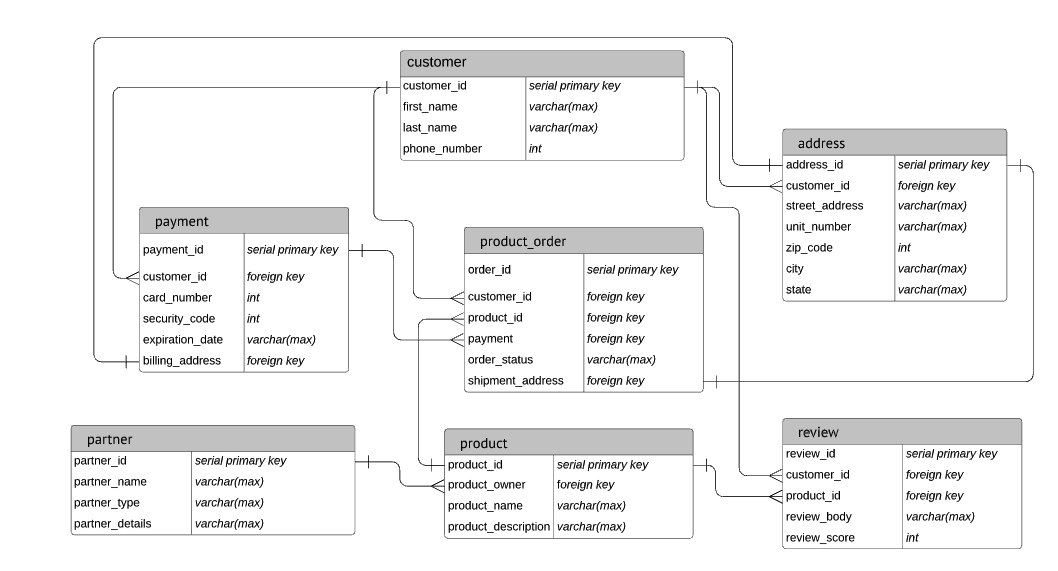 customer
customer_id serial primary key
first_name varchar(max)
last_name varchar(max)
phone_number int
address
address_id serial primary key
customer_id foreign key
street_address varchar(max)
unit_number varchar(max)
zip_code int
city varchar(max)
state varchar(max)
payment
payment_id serial primary key
customer_id foreign key
card_number int
security_code int
expiration_date varchar(max)
billing_address foreign key
product_order
order_id serial primary key
customer_id foreign key
product_id foreign key
payment foreign key
order_status varchar(max)
shipment_address foreign key
partner
partner_id serial primary key
partner_name varchar(max)
partner_type varchar(max)
partner_details varchar(max)
product
product_id serial primary key
product_owner foreign key
product_name varchar(max)
product_description varchar(max)
review
review_id serial primary key
customer_id foreign key
product_id foreign key
review_body varchar(max)
review_score int